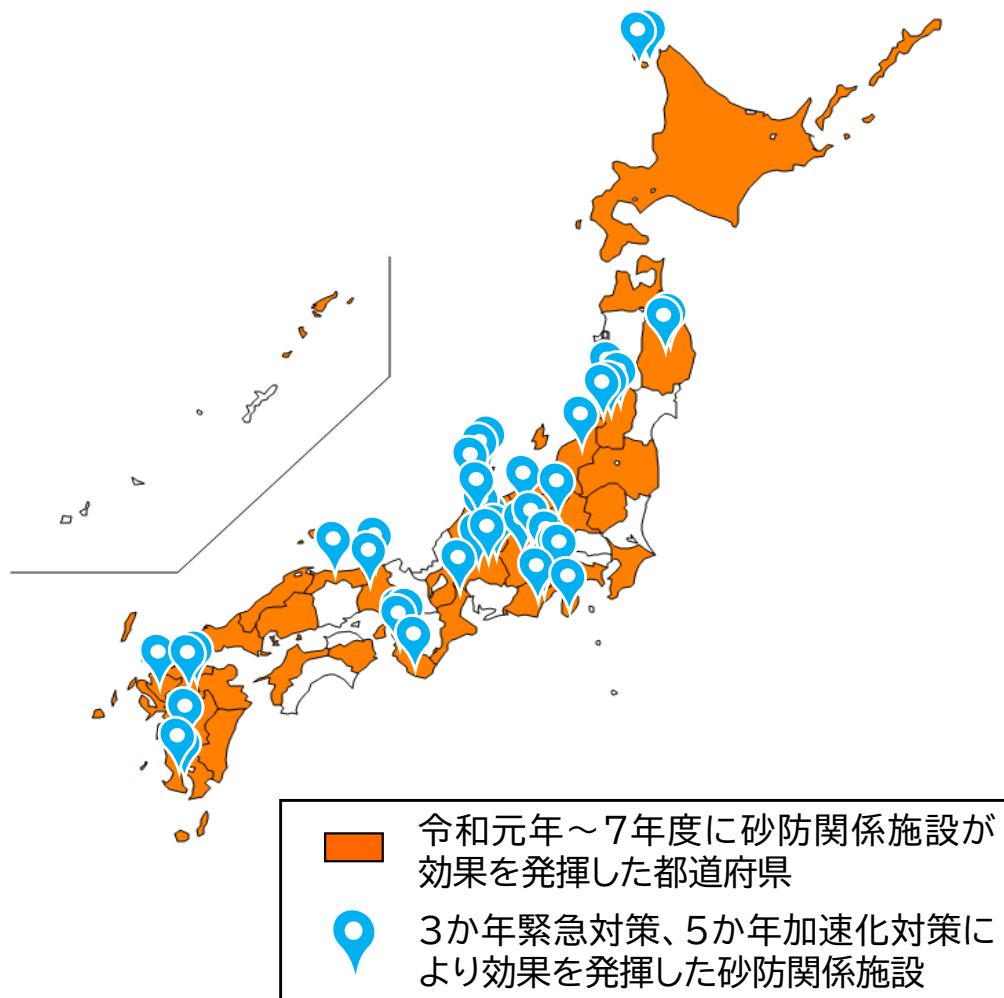 令和元年～7年度に砂防関係施設が
効果を発揮した都道府県
3か年緊急対策、5か年加速化対策に
より効果を発揮した砂防関係施設